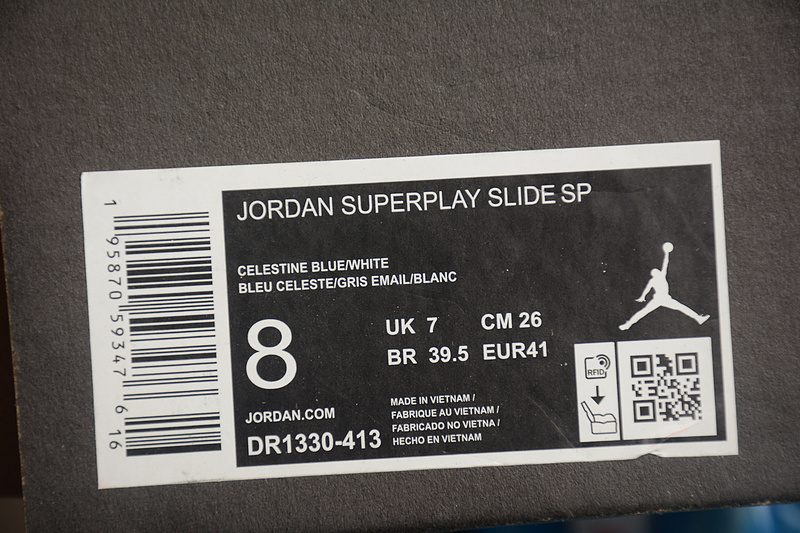 JORDAN SUPERPLAY SLIDE SP
CELESTINE BLUE/WHITE
BLEU CELESTE/GRIS EMAIL/BLANC
8
UK 7 CM 26
BR 39.5 EUR41
JORDAN.COM
DR1330-413
MADE IN VIETNAM /
FABRIQUE AU VIETNAM /
FABRICADO NO VIETNA /
HECHO EN VIETNAM
RFID
1 95870 59347 6 16